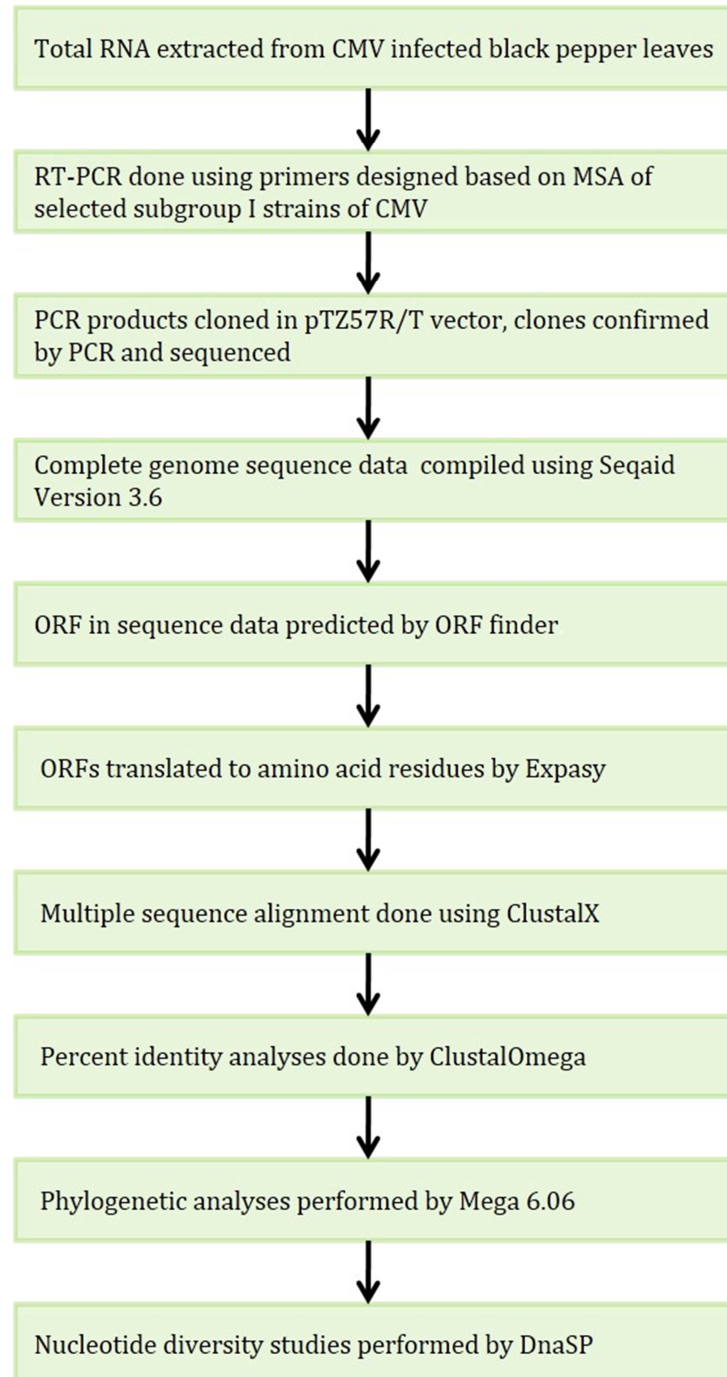 Total RNA extracted from CMV infected black pepper leaves
RT-PCR done using primers designed based on MSA of
selected subgroup I strains of CMV
PCR products cloned in pTZ57R/T vector, clones confirmed
by PCR and sequenced
Complete genome sequence data compiled using Seqaid
Version 3.6
ORF in sequence data predicted by ORF finder
ORFs translated to amino acid residues by Expasy
Multiple sequence alignment done using ClustalX
Percent identity analyses done by ClustalOmega
Phylogenetic analyses performed by Mega 6.06
Nucleotide diversity studies performed by DnaSP